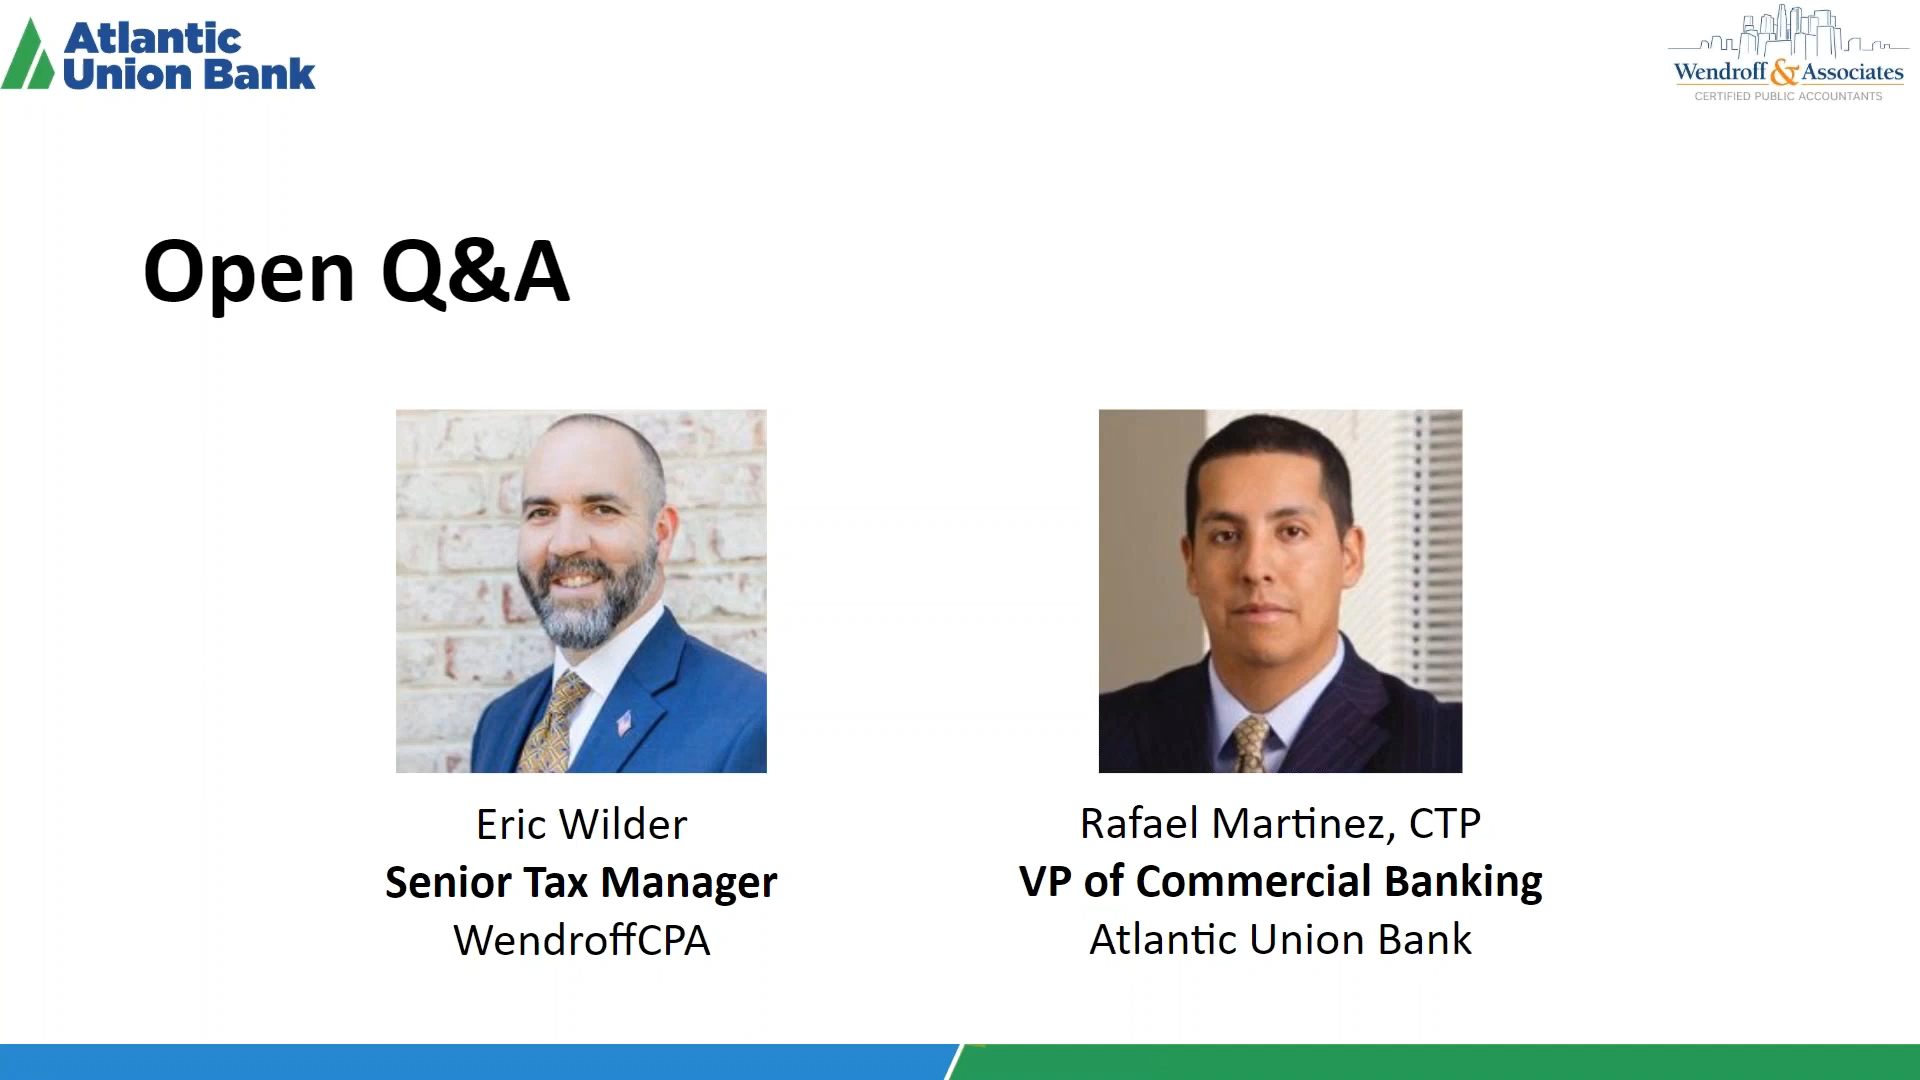 Atlantic
Union Bank
Wendroff & Associates
CERTIFIED PUBLIC ACCOUNTANTS
Open Q&A
Eric Wilder
Senior Tax Manager
WendroffCPA
Rafael Martinez, CTP
VP of Commercial Banking
Atlantic Union Bank